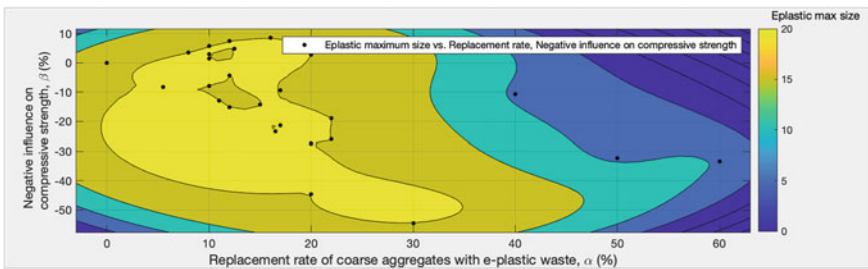 Eplastic max size
Eplastic maximum size vs. Replacement rate, Negative influence on compressive strength
Negative influence on
compressive strength, β (%)
10
0
-10
-20
-30
-40
-50
0 10 20 30 40 50 60
Replacement rate of coarse aggregates with e-plastic waste, α (%)
20
15
10
5
0